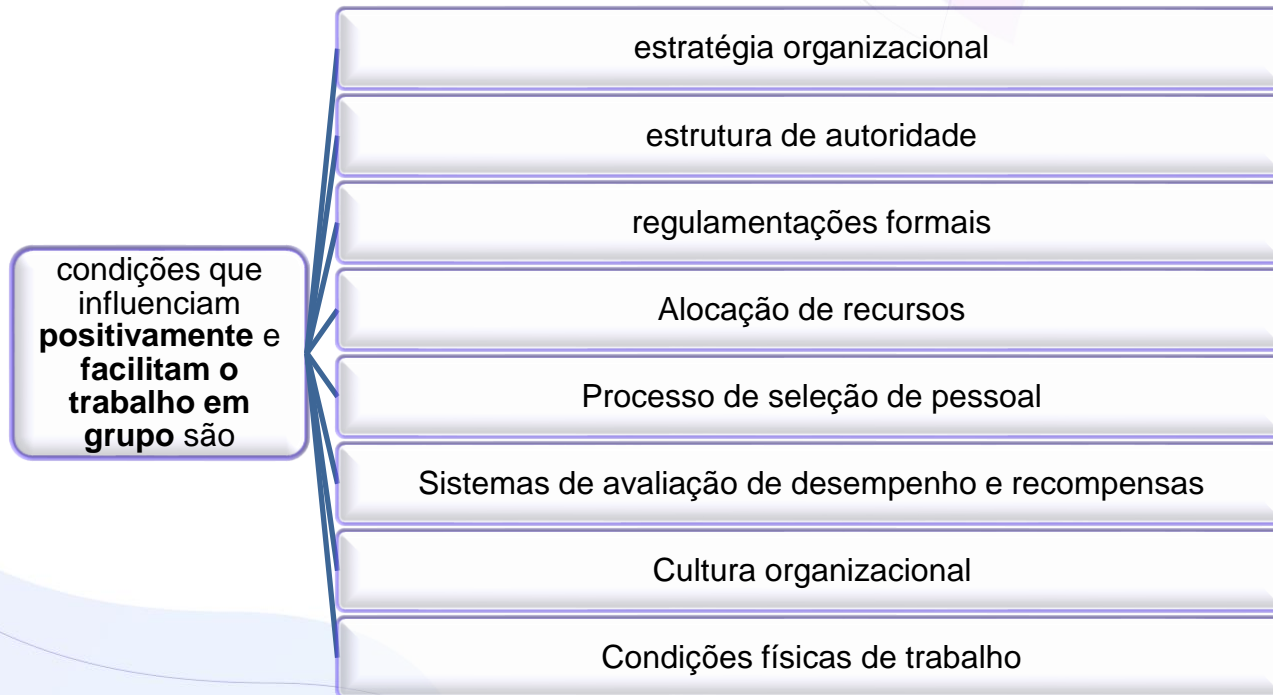 estratégia organizacional
estrutura de autoridade
regulamentações formais
condições que
influenciam
positivamente e
facilitam o
trabalho em
grupo são
Alocação de recursos
Processo de seleção de pessoal
Sistemas de avaliação de desempenho e recompensas
Cultura organizacional
Condições físicas de trabalho